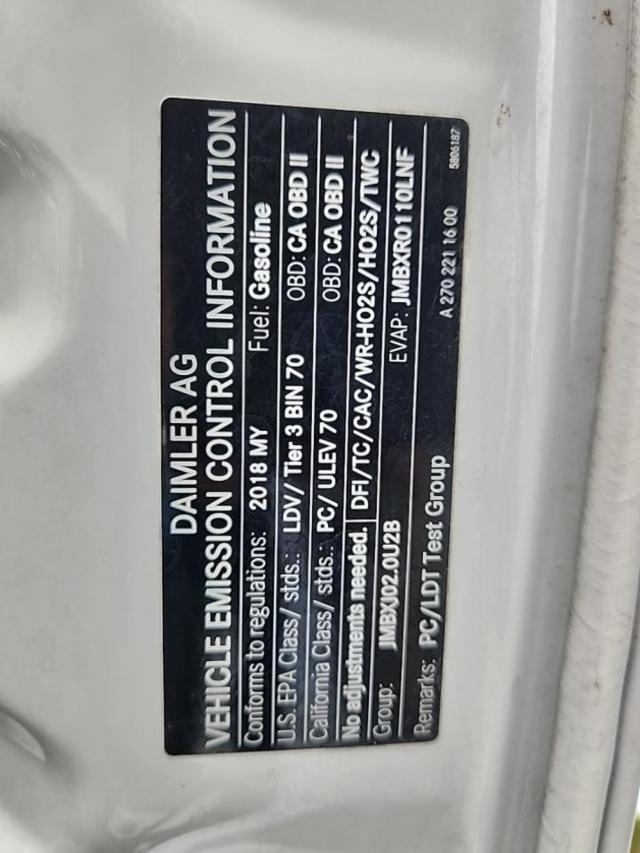 DAIMLER AG
VEHICLE EMISSION CONTROL INFORMATION
Conforms to regulations: 2018 MY Fuel: Gasoline
U.S. EPA Class/ stds.: LDV/ Tier 3 BIN 70 OBD: CA OBD II
California Class/ stds.: PC/ ULEV 70 OBD: CA OBD II
No adjustments needed. DFI/TC/CAC/WR-HO2S/HO2S/TWC
Group: JMBXJ02.0U2B EVAP: JMBXR0110LNF
Remarks: PC/LDT Test Group
A 270 221 16 00
5806187